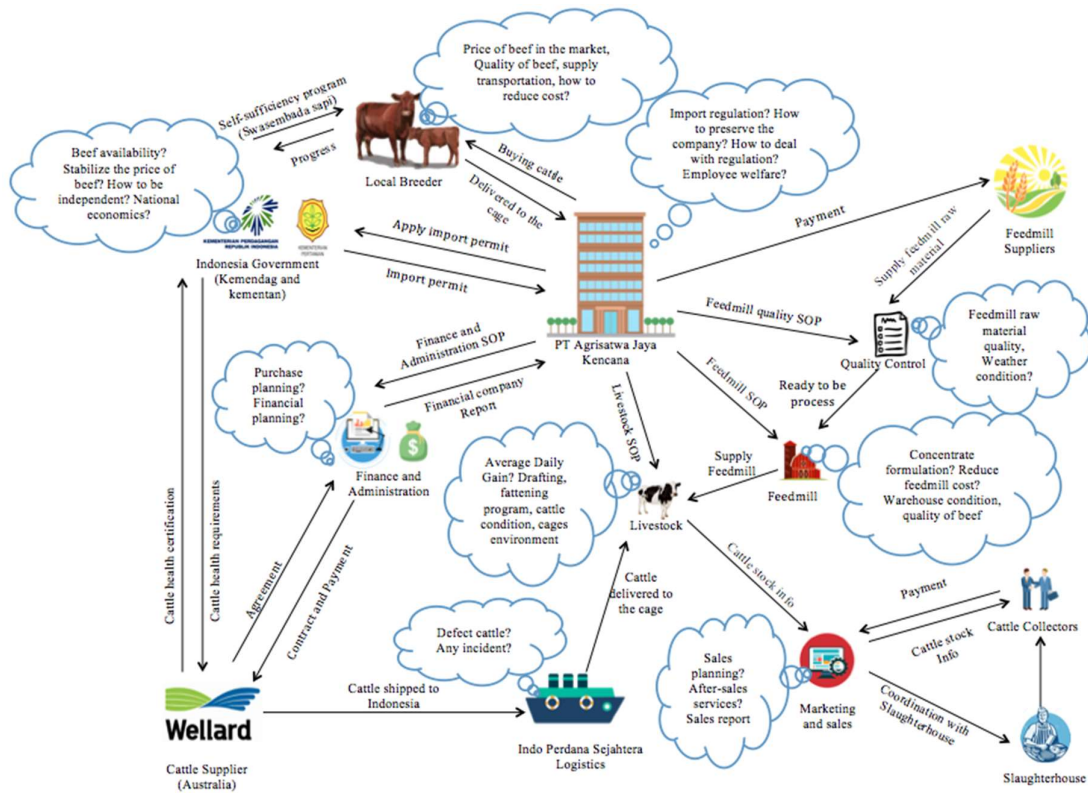 Price of beef in the market,
Quality of beef, supply
transportation, how to
reduce cost?
Self-sufficiency program
(Swasembada sapi)
Progress
Local Breeder
Import regulation? How
to preserve the
company? How to deal
with regulation?
Employee welfare?
Beef availability?
Stabilize the price of
beef? How to be
independent? National
economics?
KEMENTERIAN PERDAGANGAN
REPUBLIK INDONESIA
KEMENTERIAN
PERTANIAN
Indonesia Government
(Kemendag and
kementan)
Buying cattle
Delivered to the
cage
Apply import permit
Import permit
Payment
Feedmill
Suppliers
Supply feedmill raw
material
Feedmill quality SOP
PT Agrisatwa Jaya
Kencana
Quality Control
Feedmill raw
material
quality,
Weather
condition?
Finance and
Administration SOP
Financial company
Report
Purchase
planning?
Financial
planning?
$
Finance and
Administration
Livestock SOP
Feedmill SOP
Ready to be
process
Supply
Feedmill
Feedmill
Concentrate
formulation? Reduce
feedmill cost?
Warehouse condition,
quality of beef
Average Daily
Gain? Drafting,
fattening
program, cattle
condition, cages
environment
Livestock
Cattle health certification
Cattle health requirements
Agreement
Contract and Payment
Cattle
delivered to
the cage
Cattle stock info
Defect cattle?
Any incident?
Sales
planning?
After-sales
services?
Sales report
Marketing
and sales
Payment
Cattle stock
Info
Cattle Collectors
Coordination with
Slaughterhouse
Slaughterhouse
Wellard
Cattle Supplier
(Australia)
Cattle shipped to
Indonesia
Indo Perdana Sejahtera
Logistics